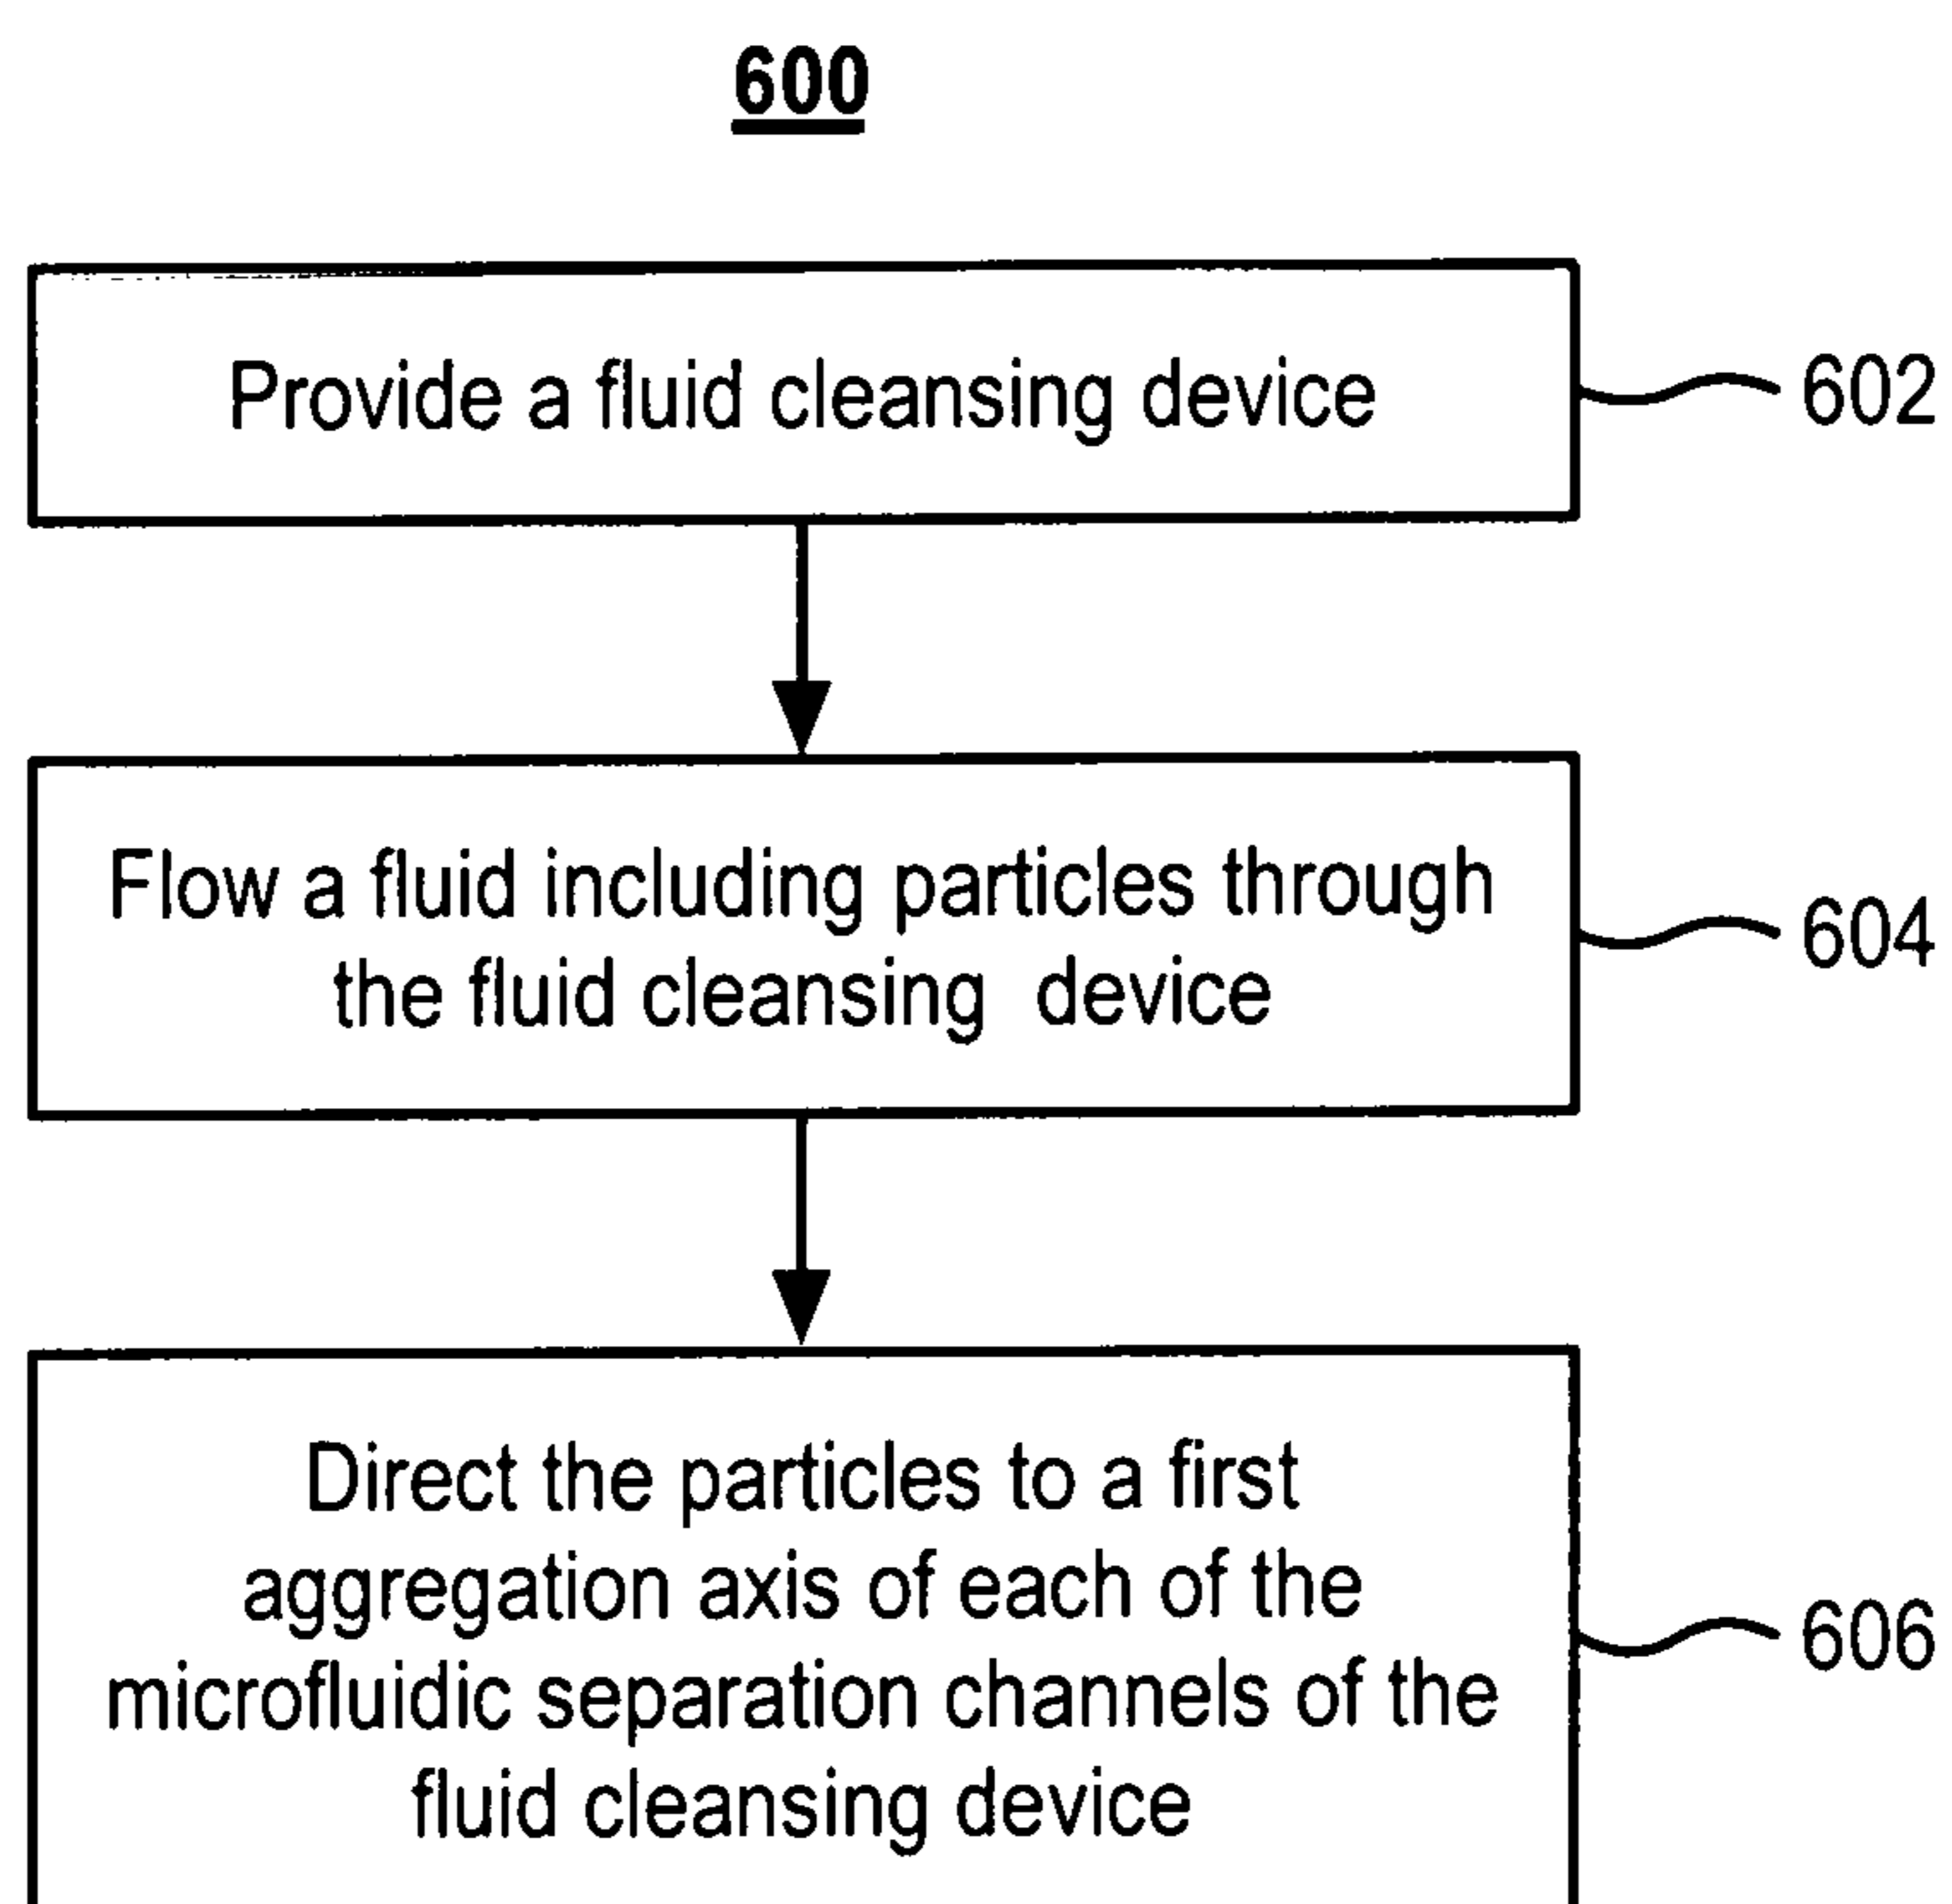 600
Provide a fluid cleansing device
602
Flow a fluid including particles through
the fluid cleansing device
604
Direct the particles to a first
aggregation axis of each of the
microfluidic separation channels of the
fluid cleansing device
606